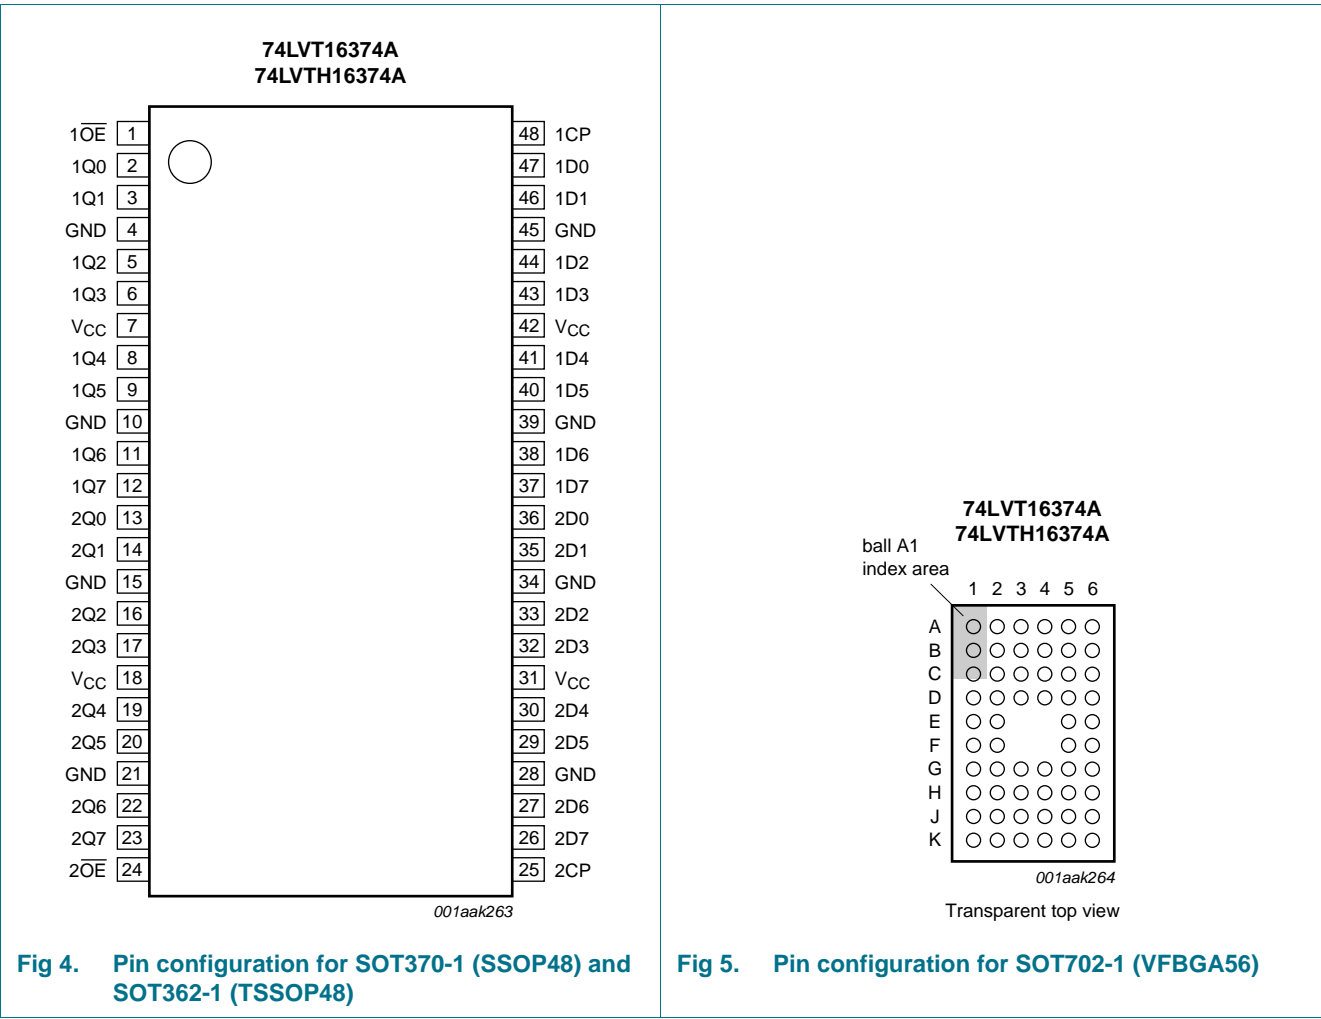 74LVT16374A
74LVTH16374A
1OE 1 48 1CP
1Q0 2 47 1D0
1Q1 3 46 1D1
GND 4 45 GND
1Q2 5 44 1D2
1Q3 6 43 1D3
VCC 7 42 VCC
1Q4 8 41 1D4
1Q5 9 40 1D5
GND 10 39 GND
1Q6 11 38 1D6
1Q7 12 37 1D7
2Q0 13 36 2D0
2Q1 14 35 2D1
GND 15 34 GND
2Q2 16 33 2D2
2Q3 17 32 2D3
VCC 18 31 VCC
2Q4 19 30 2D4
2Q5 20 29 2D5
GND 21 28 GND
2Q6 22 27 2D6
2Q7 23 26 2D7
2OE 24 25 2CP
001aak263
Fig 4. Pin configuration for SOT370-1 (SSOP48) and
SOT362-1 (TSSOP48)
74LVT16374A
74LVTH16374A
ball A1
index area
1 2 3 4 5 6
A
B
C
D
E
F
G
H
J
K
001aak264
Transparent top view
Fig 5. Pin configuration for SOT702-1 (VFBGA56)